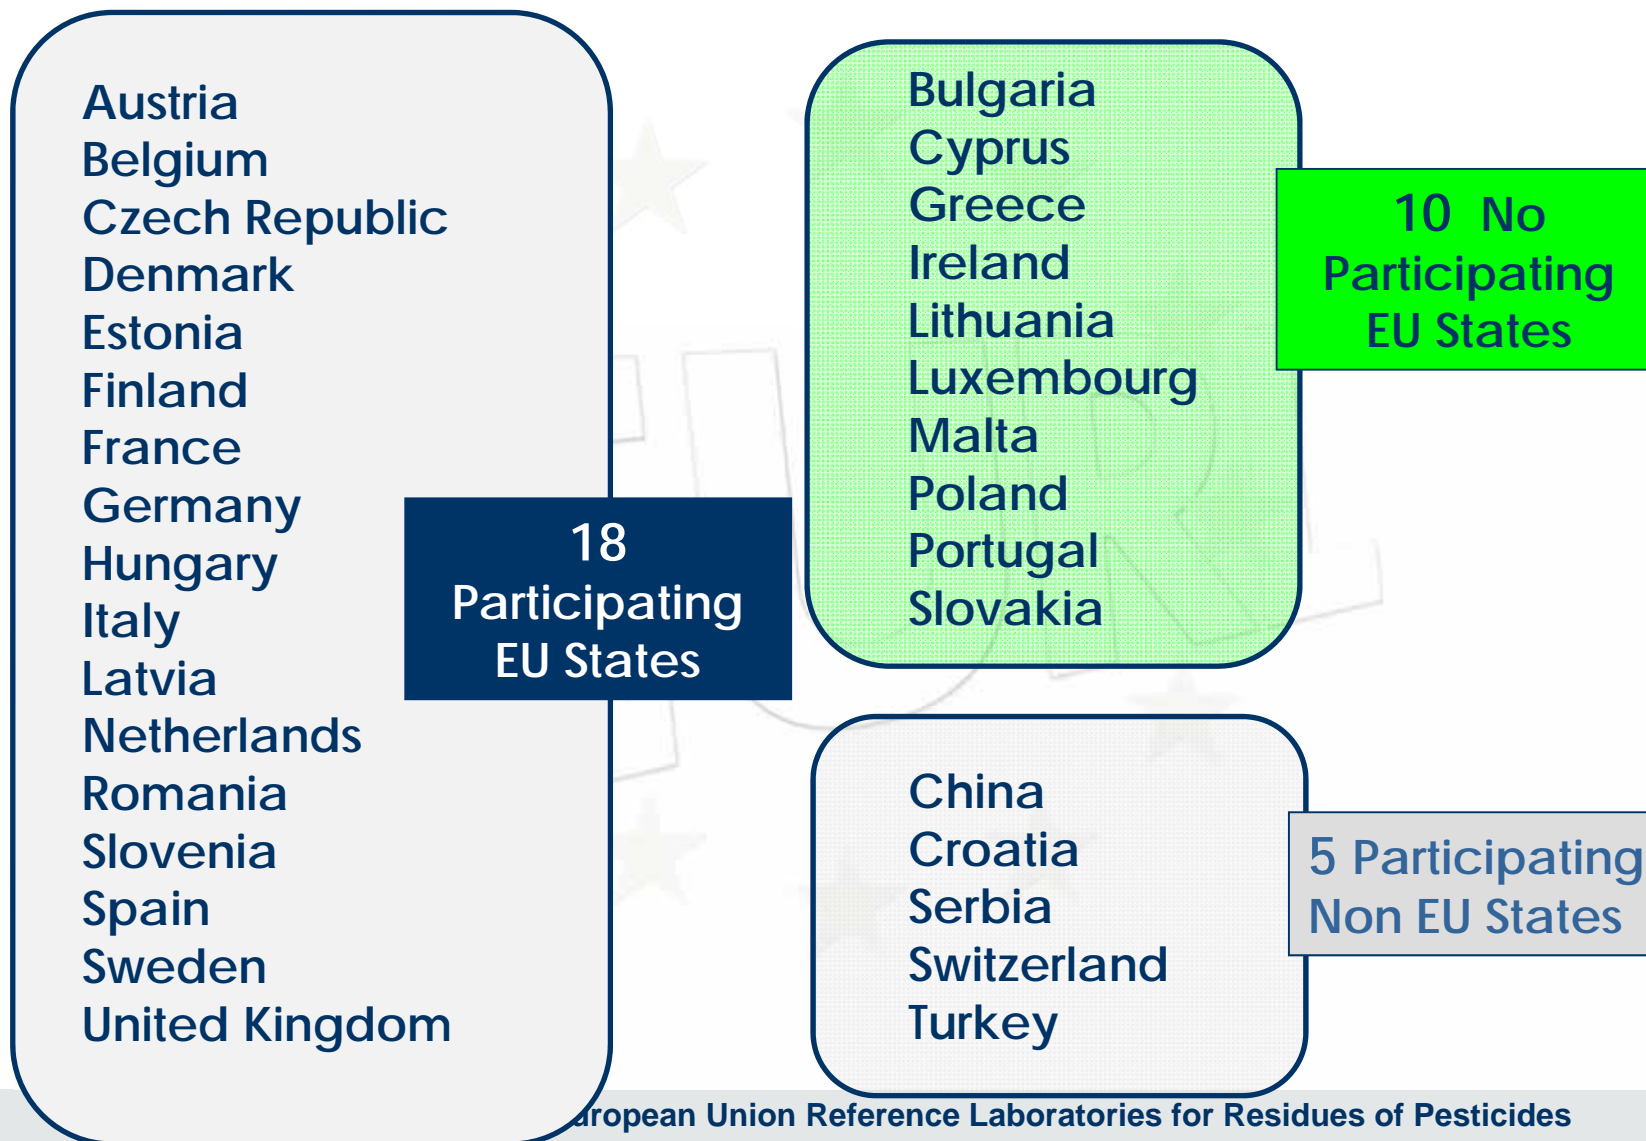 Austria
Belgium
Czech Republic
Denmark
Estonia
Finland
France
Germany
Hungary
Italy
Latvia
Netherlands
Romania
Slovenia
Spain
Sweden
United Kingdom
18
Participating
EU States
Bulgaria
Cyprus
Greece
Ireland
Lithuania
Luxembourg
Malta
Poland
Portugal
Slovakia
10 No
Participating
EU States
China
Croatia
Serbia
Switzerland
Turkey
5 Participating
Non EU States
Union Reference Laboratories for Residues of Pesticides